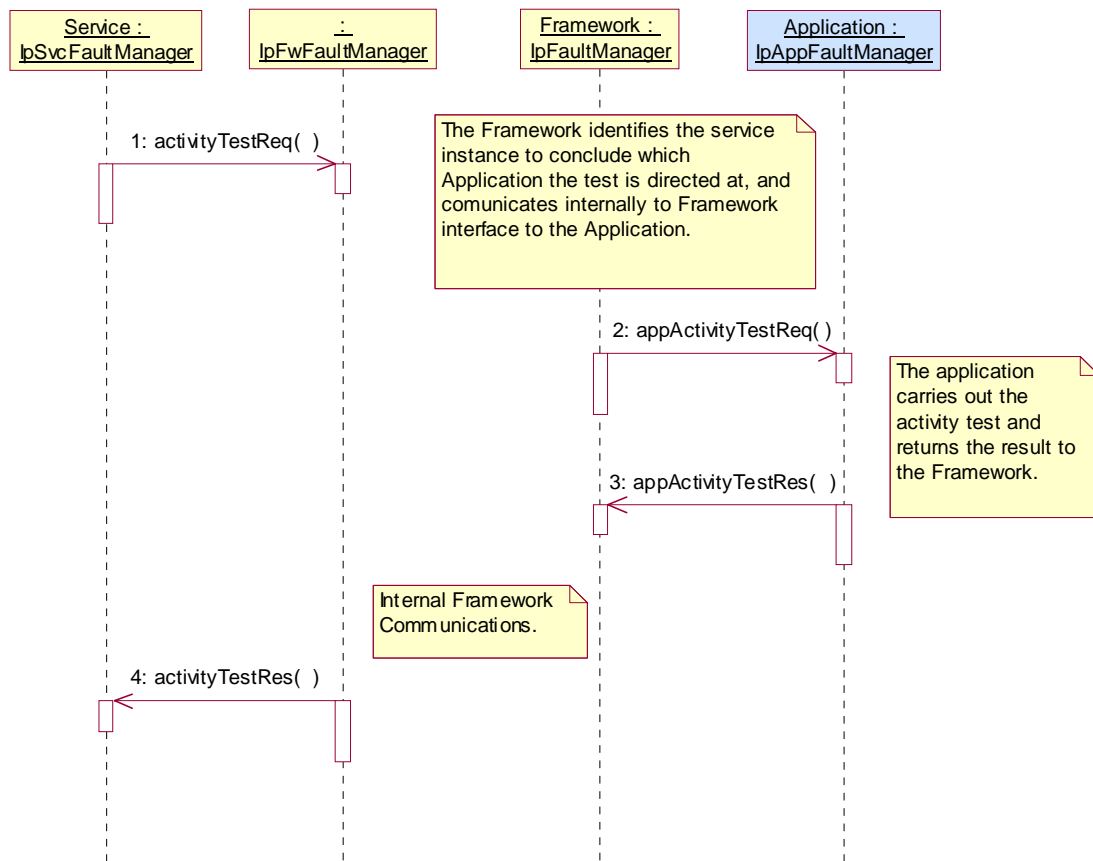 Service :
IpSvcFaultManager
:
IpFwFaultManager
Framework :
IpFaultManager
Application :
IpAppFaultManager
1: activityTestReq( )
The Framework identifies the service
instance to conclude which
Application the test is directed at, and
comunicates internally to Framework
interface to the Application.
2: appActivityTestReq( )
The application
carries out the
activity test and
returns the result to
the Framework.
3: appActivityTestRes( )
Internal Framework
Communications.
4: activityTestRes( )